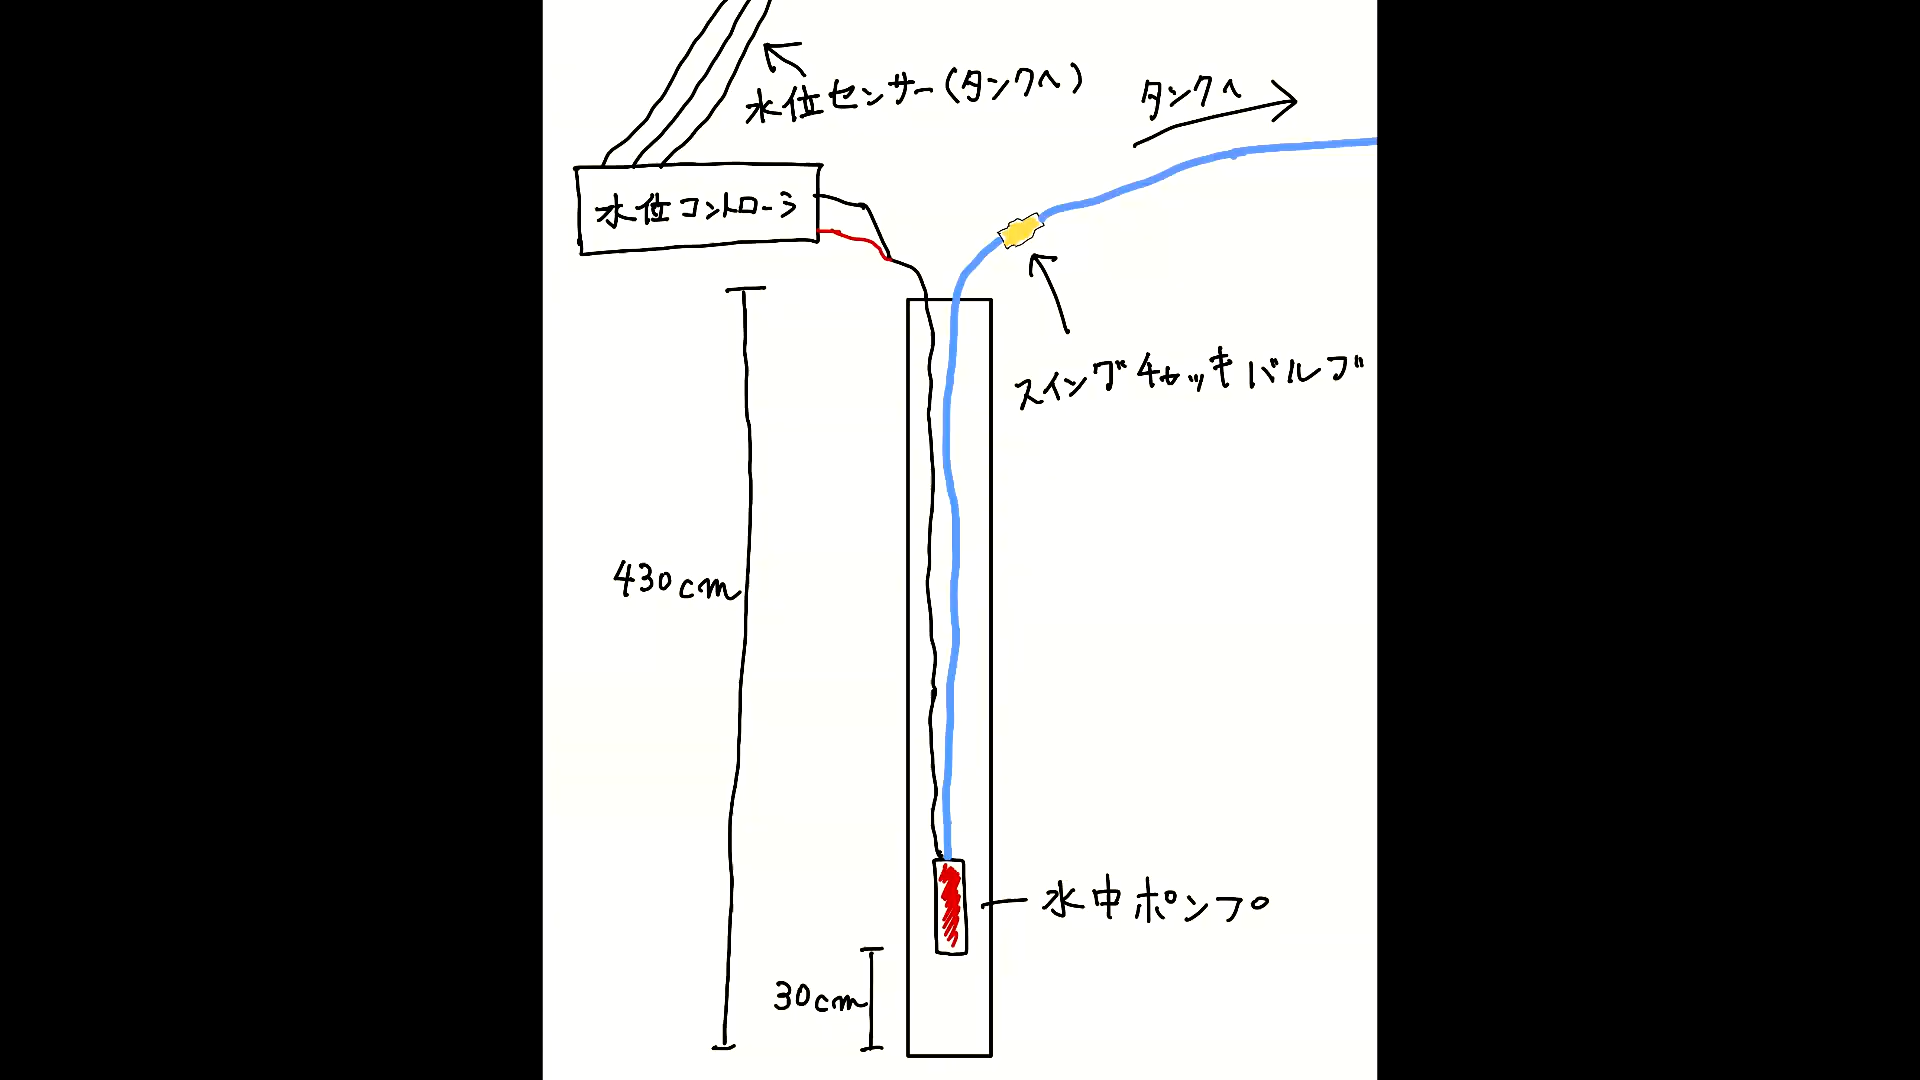 水位センサー(タンクへ)
タンクへ
水位コントローラ
スイングチャッキバルブ
430cm
水中ポンプ
30cm